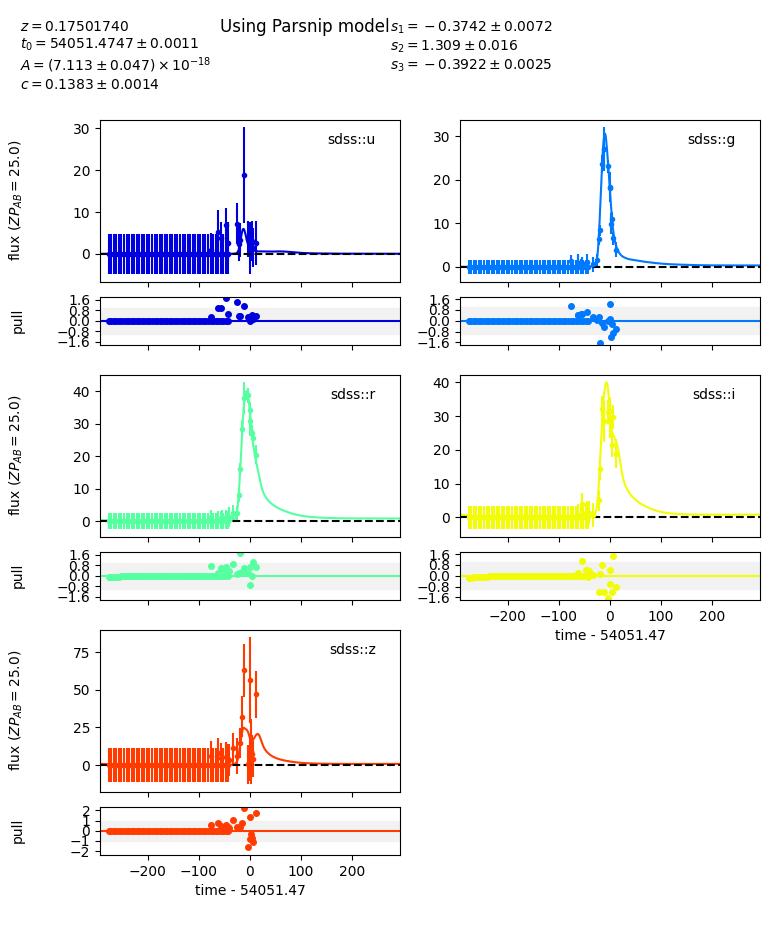 Using Parsnip model
z = 0.17501740
t₀ = 54051.4747 ± 0.0011
A = (7.113 ± 0.047) × 10⁻¹⁸
c = 0.1383 ± 0.0014
s₁ = −0.3742 ± 0.0072
s₂ = 1.309 ± 0.016
s₃ = −0.3922 ± 0.0025
sdss::u
flux (ZP_AB = 25.0)
30
20
10
0
pull
1.6
0.8
0.0
−0.8
−1.6
sdss::g
30
20
10
0
1.6
0.8
0.0
−0.8
−1.6
sdss::r
flux (ZP_AB = 25.0)
40
30
20
10
0
pull
1.6
0.8
0.0
−0.8
−1.6
sdss::i
40
30
20
10
0
1.6
0.8
0.0
−0.8
−1.6
−200 −100 0 100 200
time - 54051.47
sdss::z
flux (ZP_AB = 25.0)
75
50
25
0
pull
2
1
0
−1
−2
−200 −100 0 100 200
time - 54051.47